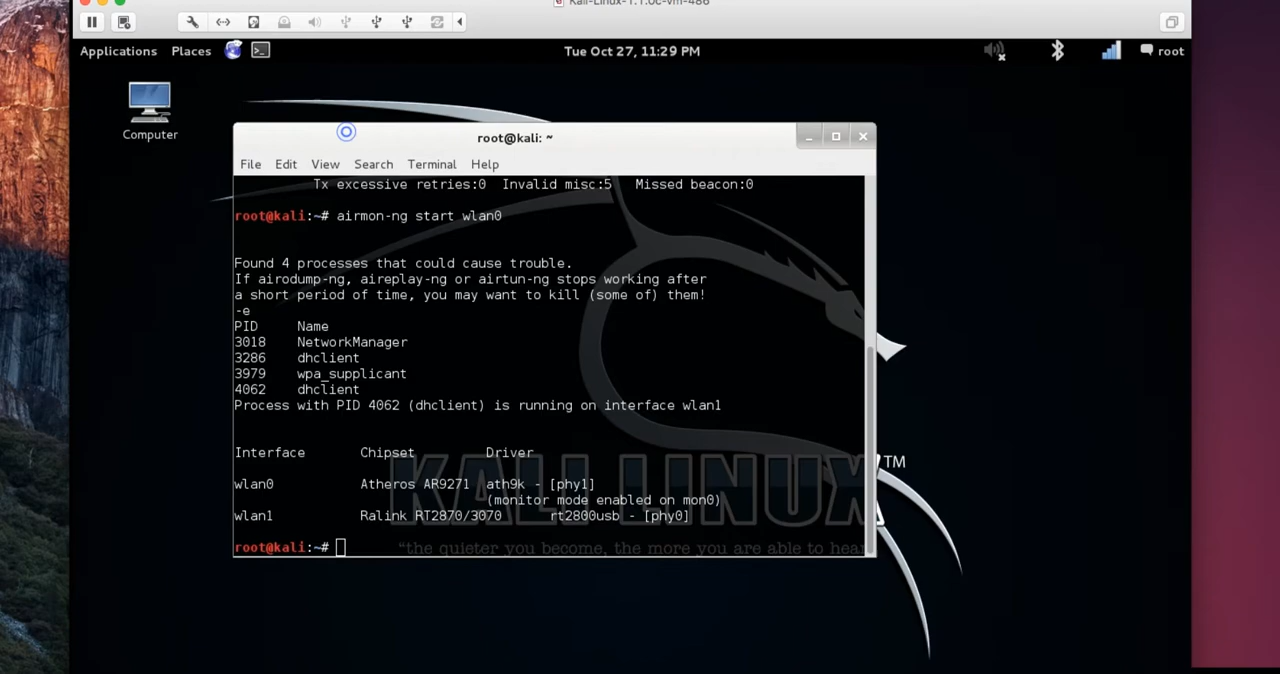 Kali-Linux-1.1.0c-vm-486
Applications Places Tue Oct 27, 11:29 PM root
Computer
root@kali: ~
File Edit View Search Terminal Help
Tx excessive retries:0 Invalid misc:5 Missed beacon:0
root@kali:~# airmon-ng start wlan0
Found 4 processes that could cause trouble.
If airodump-ng, aireplay-ng or airtun-ng stops working after
a short period of time, you may want to kill (some of) them!
-e
PID Name
3018 NetworkManager
3286 dhclient
3979 wpa_supplicant
4062 dhclient
Process with PID 4062 (dhclient) is running on interface wlan1
Interface Chipset Driver
wlan0 Atheros AR9271 ath9k - [phy1]
(monitor mode enabled on mon0)
wlan1 Ralink RT2870/3070 rt2800usb - [phy0]
root@kali:~#
KALI LINUX
TM
"the quieter you become, the more you are able to hear